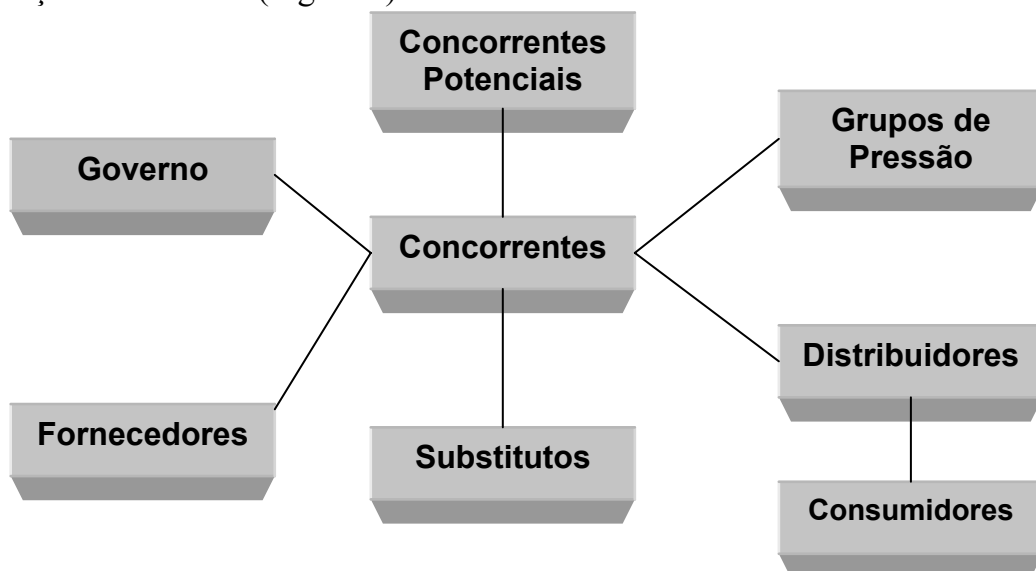 Concorrentes
Potenciais
Grupos de
Pressão
Governo
Concorrentes
Distribuidores
Fornecedores
Substitutos
Consumidores